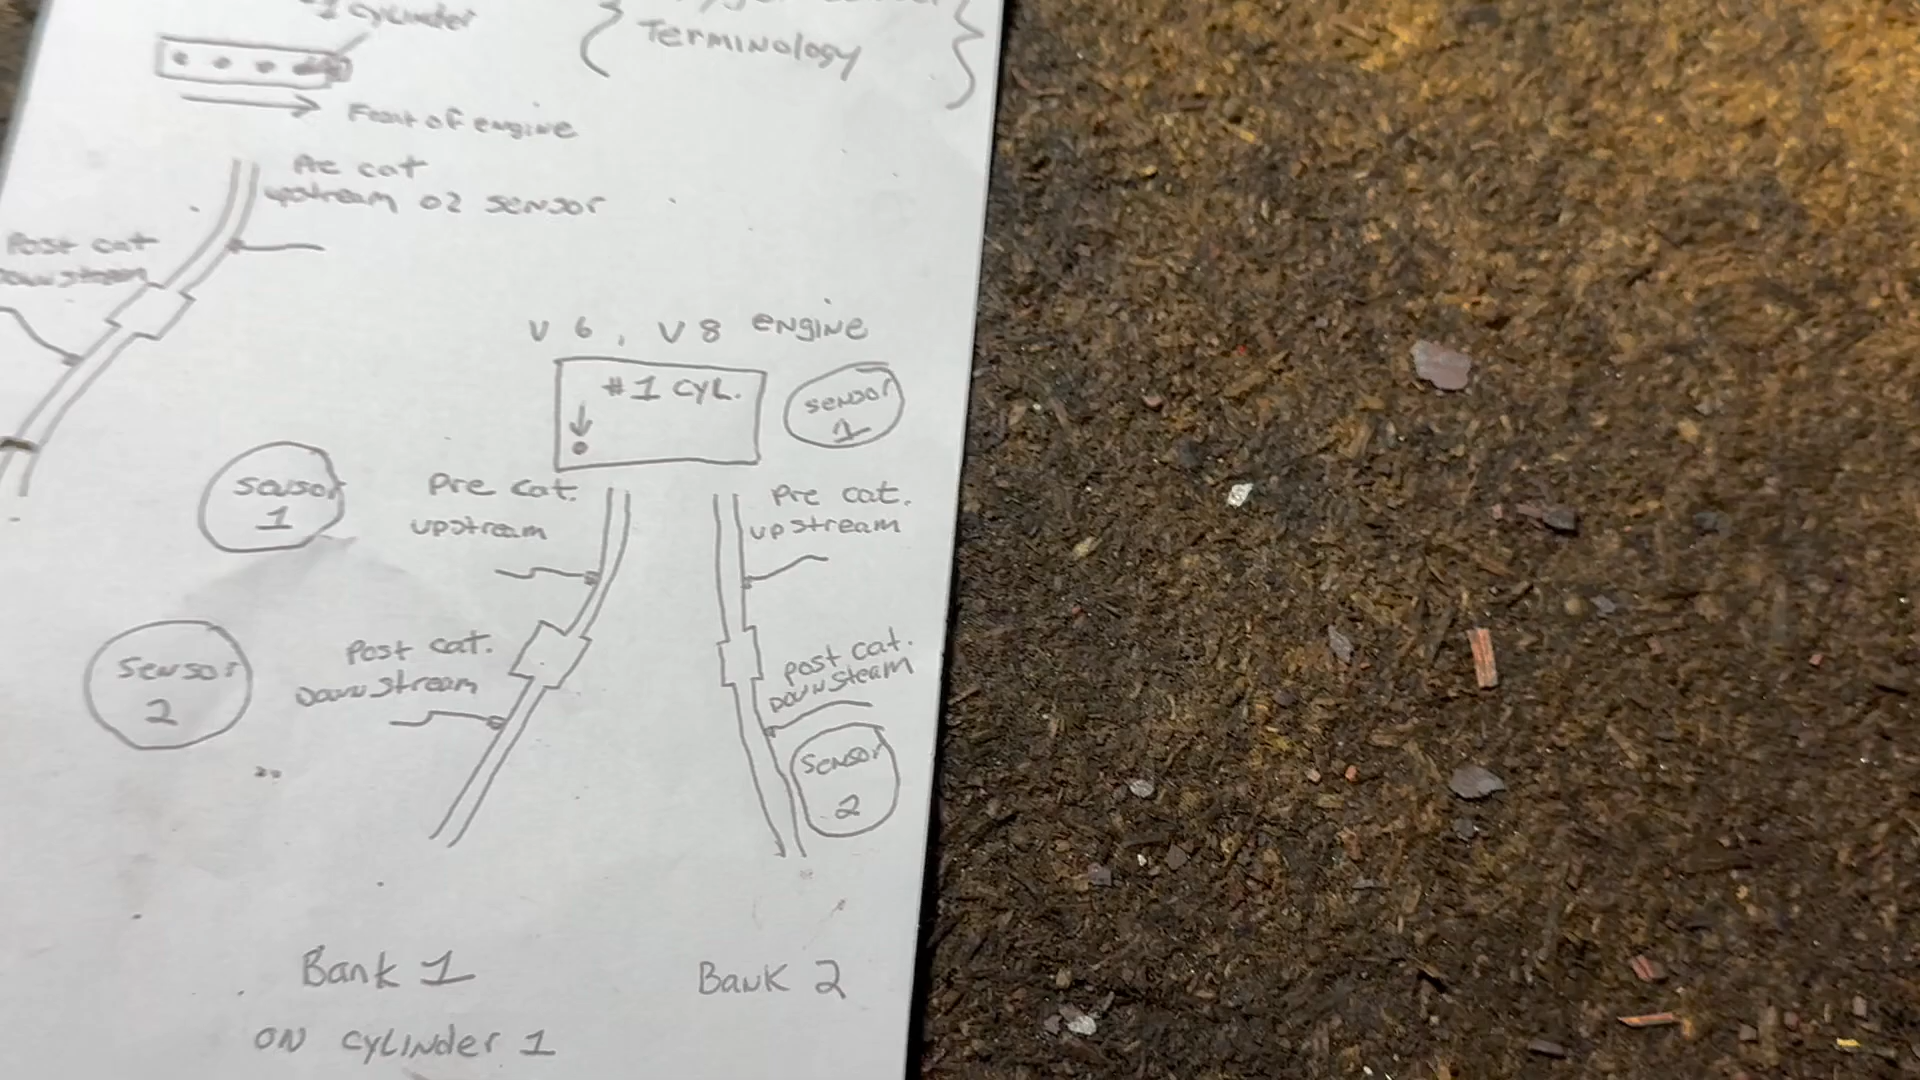 cylinder
Terminology
Front of engine
Pre cat
upstream O2 sensor
Post cat
Downstream
V6, V8 engine
#1 CYL.
Sensor
1
Sensor
1
Pre cat.
upstream
Pre cat.
upstream
Sensor
2
Post cat.
Downstream
post cat.
Downsteam
Sensor
2
Bank 1
Bank 2
ON cylinder 1